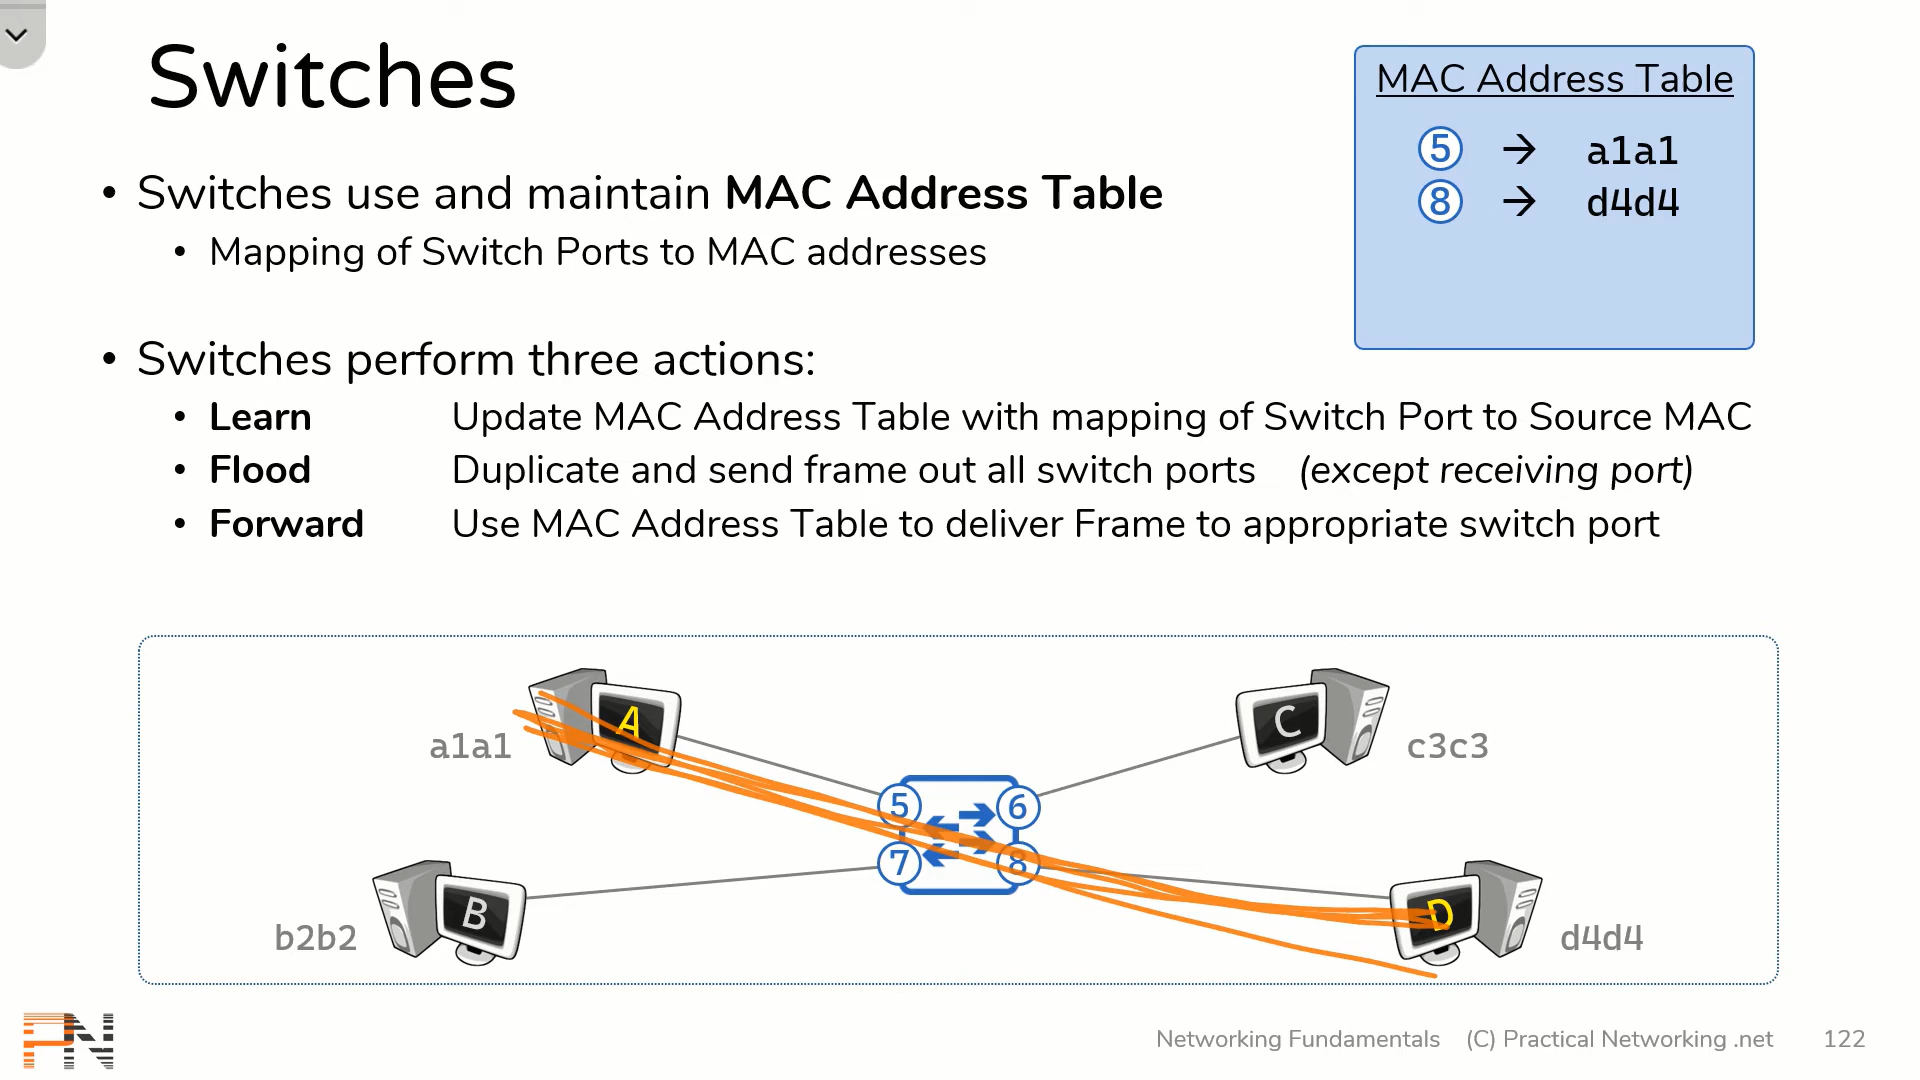 Switches
MAC Address Table
5 → a1a1
8 → d4d4
• Switches use and maintain MAC Address Table
• Mapping of Switch Ports to MAC addresses
• Switches perform three actions:
• Learn Update MAC Address Table with mapping of Switch Port to Source MAC
• Flood Duplicate and send frame out all switch ports (except receiving port)
• Forward Use MAC Address Table to deliver Frame to appropriate switch port
A
C
a1a1
c3c3
5
6
7
8
B
D
b2b2
d4d4
PN
Networking Fundamentals (C) Practical Networking .net 122